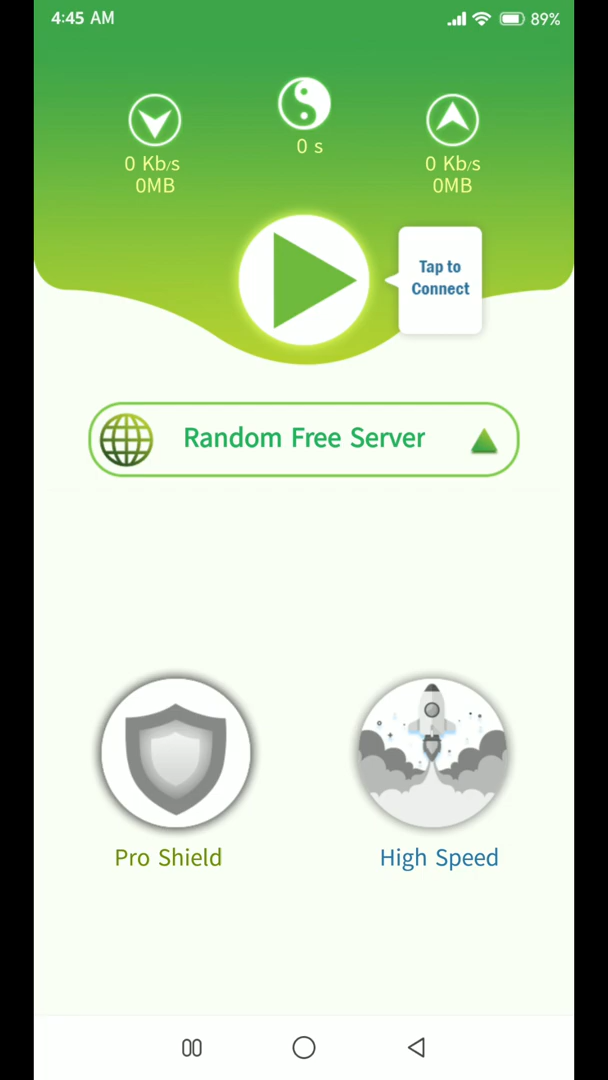 4:45 AM
89%
0 s
0 Kb/s
0MB
0 Kb/s
0MB
Tap to
Connect
Random Free Server
Pro Shield
High Speed